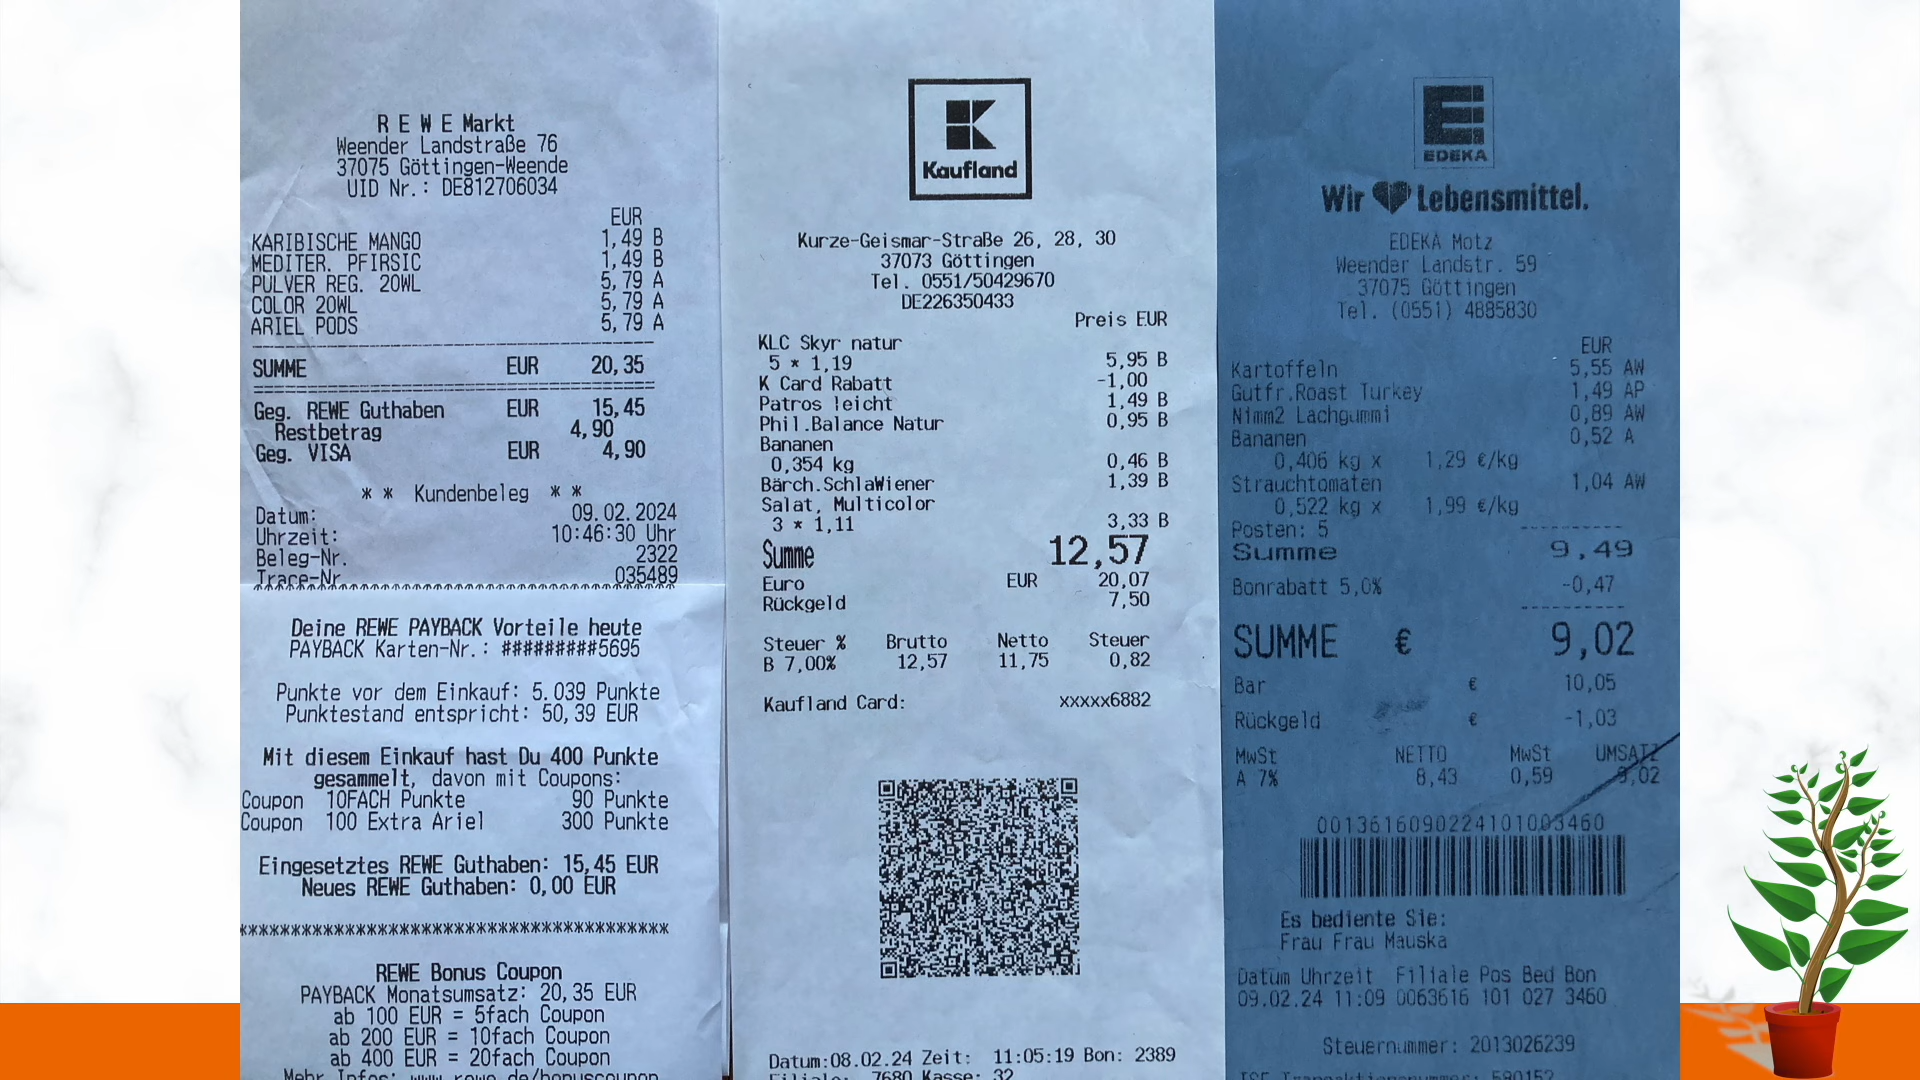 R E W E Markt
Weender Landstraße 76
37075 Göttingen-Weende
UID Nr.: DE812706034
EUR
KARIBISCHE MANGO 1,49 B
MEDITER. PFIRSIC 1,49 B
PULVER REG. 20WL 5,79 A
COLOR 20WL 5,79 A
ARIEL PODS 5,79 A
SUMME EUR 20,35
Geg. REWE Guthaben EUR 15,45
Restbetrag 4,90
Geg. VISA EUR 4,90
* * Kundenbeleg * *
Datum: 09.02.2024
Uhrzeit: 10:46:30 Uhr
Beleg-Nr. 2322
Trace-Nr 035489
Deine REWE PAYBACK Vorteile heute
PAYBACK Karten-Nr.: #########5695
Punkte vor dem Einkauf: 5.039 Punkte
Punktestand entspricht: 50,39 EUR
Mit diesem Einkauf hast Du 400 Punkte
gesammelt, davon mit Coupons:
Coupon 10FACH Punkte 90 Punkte
Coupon 100 Extra Ariel 300 Punkte
Eingesetztes REWE Guthaben: 15,45 EUR
Neues REWE Guthaben: 0,00 EUR
****************************************
REWE Bonus Coupon
PAYBACK Monatsumsatz: 20,35 EUR
ab 100 EUR = 5fach Coupon
ab 200 EUR = 10fach Coupon
ab 400 EUR = 20fach Coupon
Mehr Infos: www.rewe.de/bonuscoupon
Kaufland
Kurze-Geismar-Straße 26, 28, 30
37073 Göttingen
Tel. 0551/50429670
DE226350433
Preis EUR
KLC Skyr natur
5 * 1,19 5,95 B
K Card Rabatt -1,00
Patros leicht 1,49 B
Phil.Balance Natur 0,95 B
Bananen
0,354 kg 0,46 B
Bärch.SchlaWiener 1,39 B
Salat, Multicolor
3 * 1,11 3,33 B
Summe 12,57
Euro EUR 20,07
Rückgeld 7,50
Steuer % Brutto Netto Steuer
B 7,00% 12,57 11,75 0,82
Kaufland Card: xxxxx6882
Datum:08.02.24 Zeit: 11:05:19 Bon: 2389
Filiale: 7680 Kasse: 32
EDEKA
Wir Lebensmittel.
EDEKA Motz
Weender Landstr. 59
37075 Göttingen
Tel. (0551) 4885830
EUR
Kartoffeln 5,55 AW
Gutfr.Roast Turkey 1,49 AP
Nimm2 Lachgummi 0,89 AW
Bananen 0,52 A
0,406 kg x 1,29 €/kg
Strauchtomaten 1,04 AW
0,522 kg x 1,99 €/kg
Posten: 5
Summe 9,49
Bonrabatt 5,0% -0,47
SUMME € 9,02
Bar € 10,05
Rückgeld € -1,03
MwSt NETTO MwSt UMSATZ
A 7% 8,43 0,59 9,02
0013616090224101003460
Es bediente Sie:
Frau Frau Mauska
Datum Uhrzeit Filiale Pos Bed Bon
09.02.24 11:09 0063616 101 027 3460
Steuernummer: 2013026239
TSE Transaktionsnummer: 590152